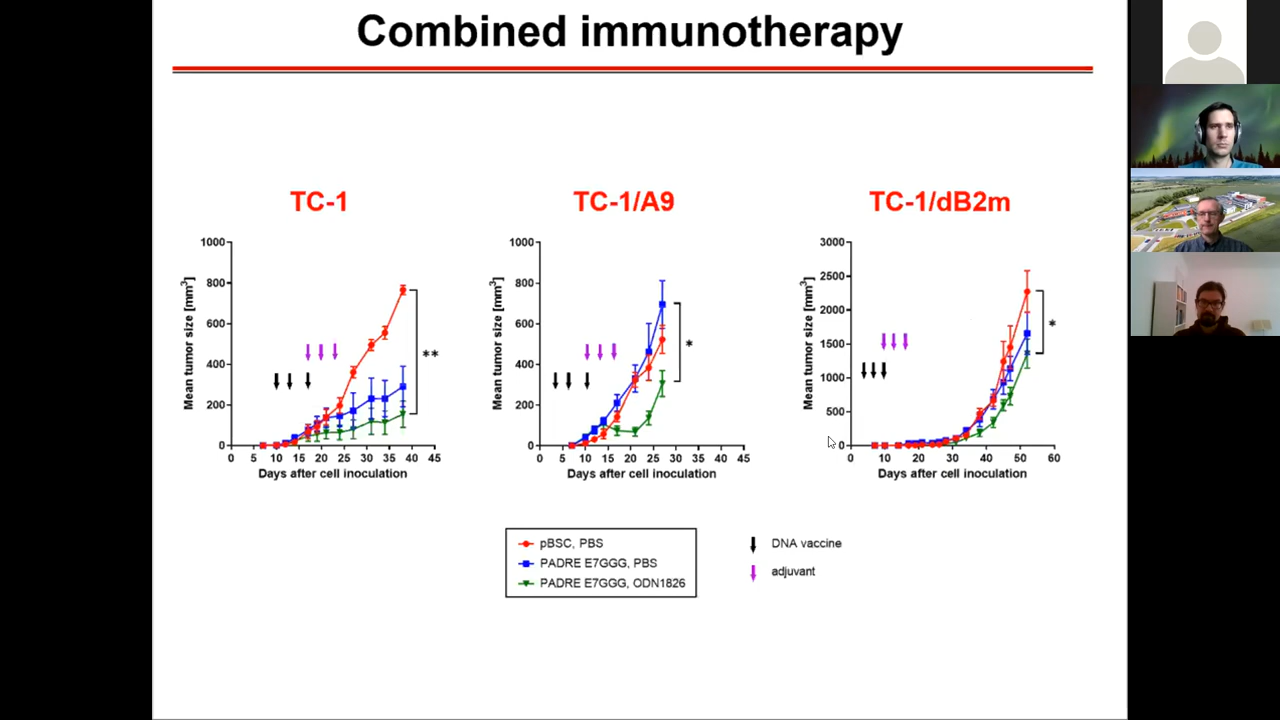 Combined immunotherapy
TC-1
TC-1/A9
TC-1/dB2m
Mean tumor size [mm³]
1000
800
600
400
200
0
**
0 5 10 15 20 25 30 35 40 45
Days after cell inoculation
Mean tumor size [mm³]
1000
800
600
400
200
0
*
0 5 10 15 20 25 30 35 40 45
Days after cell inoculation
Mean tumor size [mm³]
3000
2500
2000
1500
1000
500
0
*
0 10 20 30 40 50 60
Days after cell inoculation
pBSC, PBS
PADRE E7GGG, PBS
PADRE E7GGG, ODN1826
DNA vaccine
adjuvant